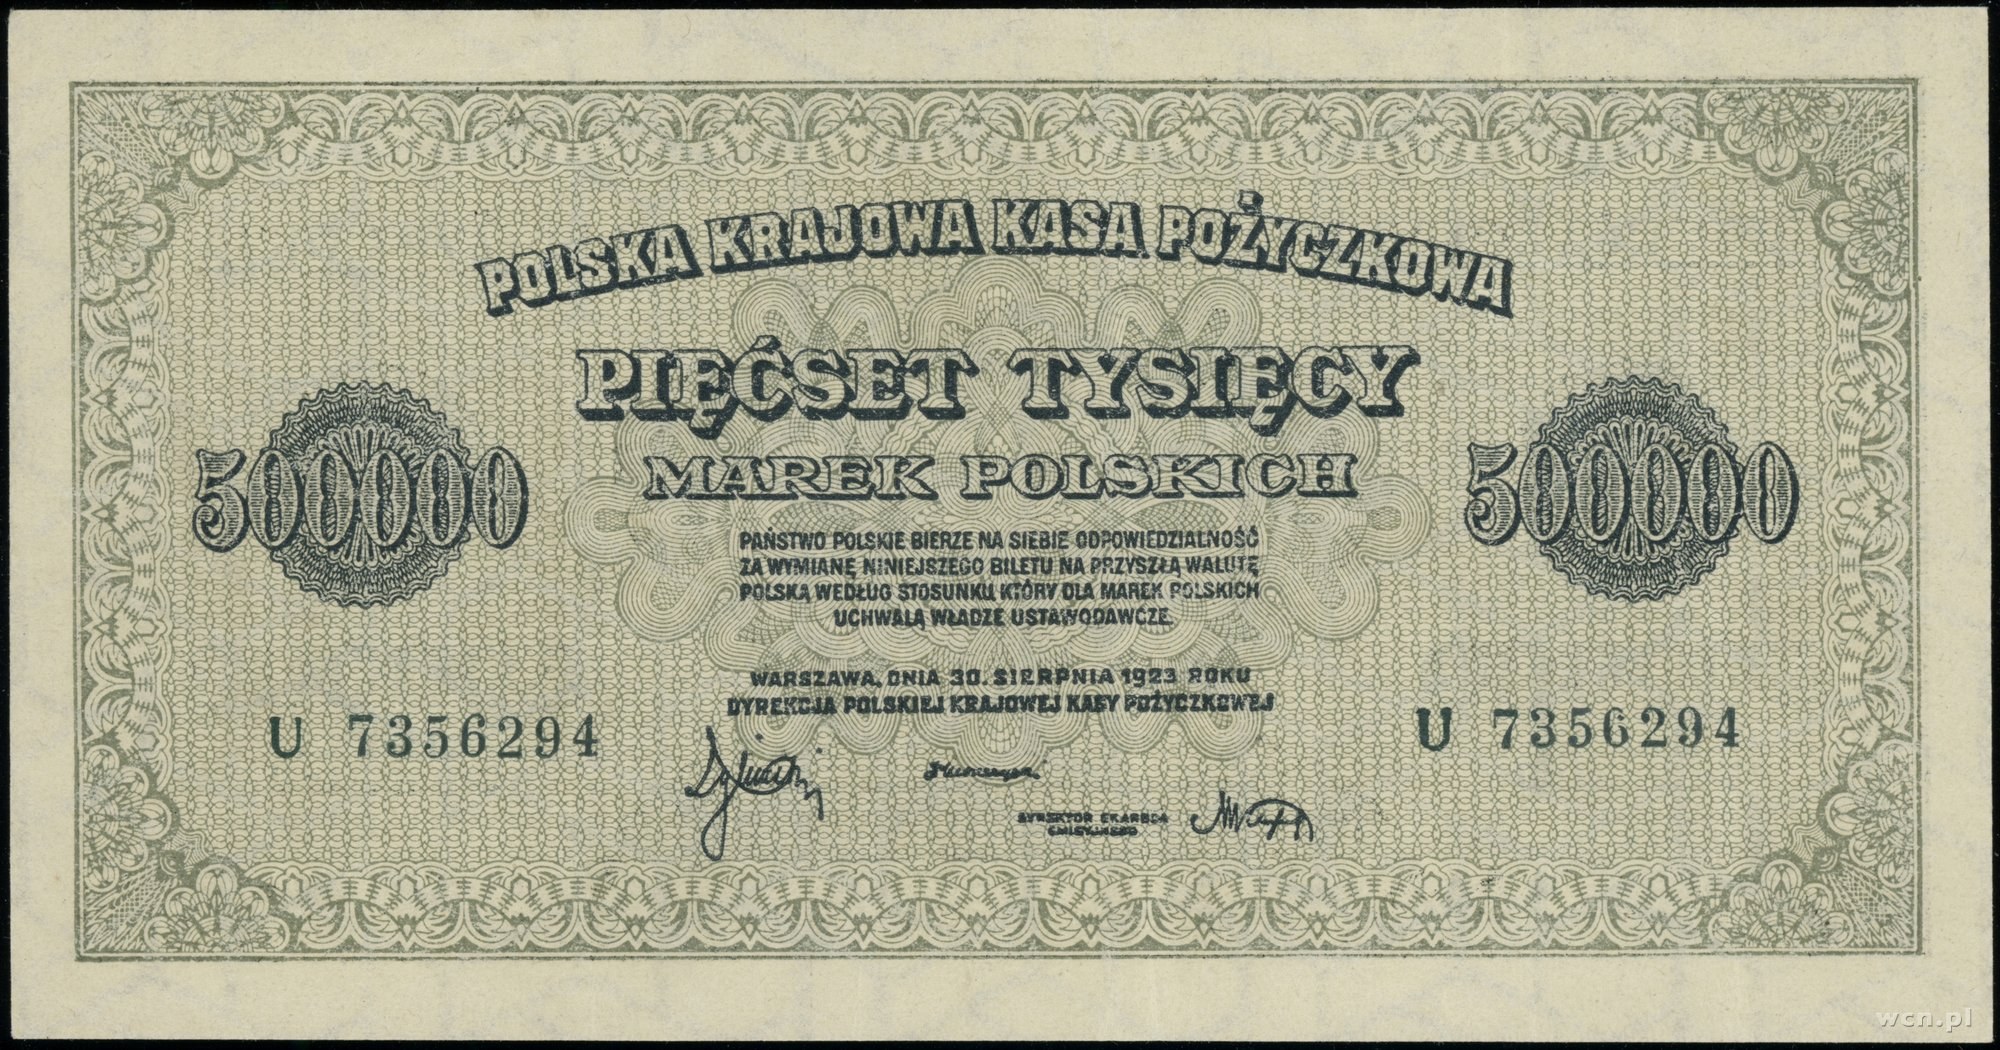 POLSKA KRAJOWA KASA POŻYCZKOWA
PIĘĆSET TYSIĘCY
500000
500000
MAREK POLSKICH
PAŃSTWO POLSKIE BIERZE NA SIEBIE ODPOWIEDZIALNOŚĆ
ZA WYMIANĘ NINIEJSZEGO BILETU NA PRZYSZŁĄ WALUTĘ
POLSKĄ WEDŁUG STOSUNKU, KTÓRY DLA MAREK POLSKICH
UCHWALĄ WŁADZE USTAWODAWCZE.
WARSZAWA, DNIA 30. SIERPNIA 1923 ROKU
DYREKCJA POLSKIEJ KRAJOWEJ KASY POŻYCZKOWEJ
U 7356294
U 7356294
wcn.pl